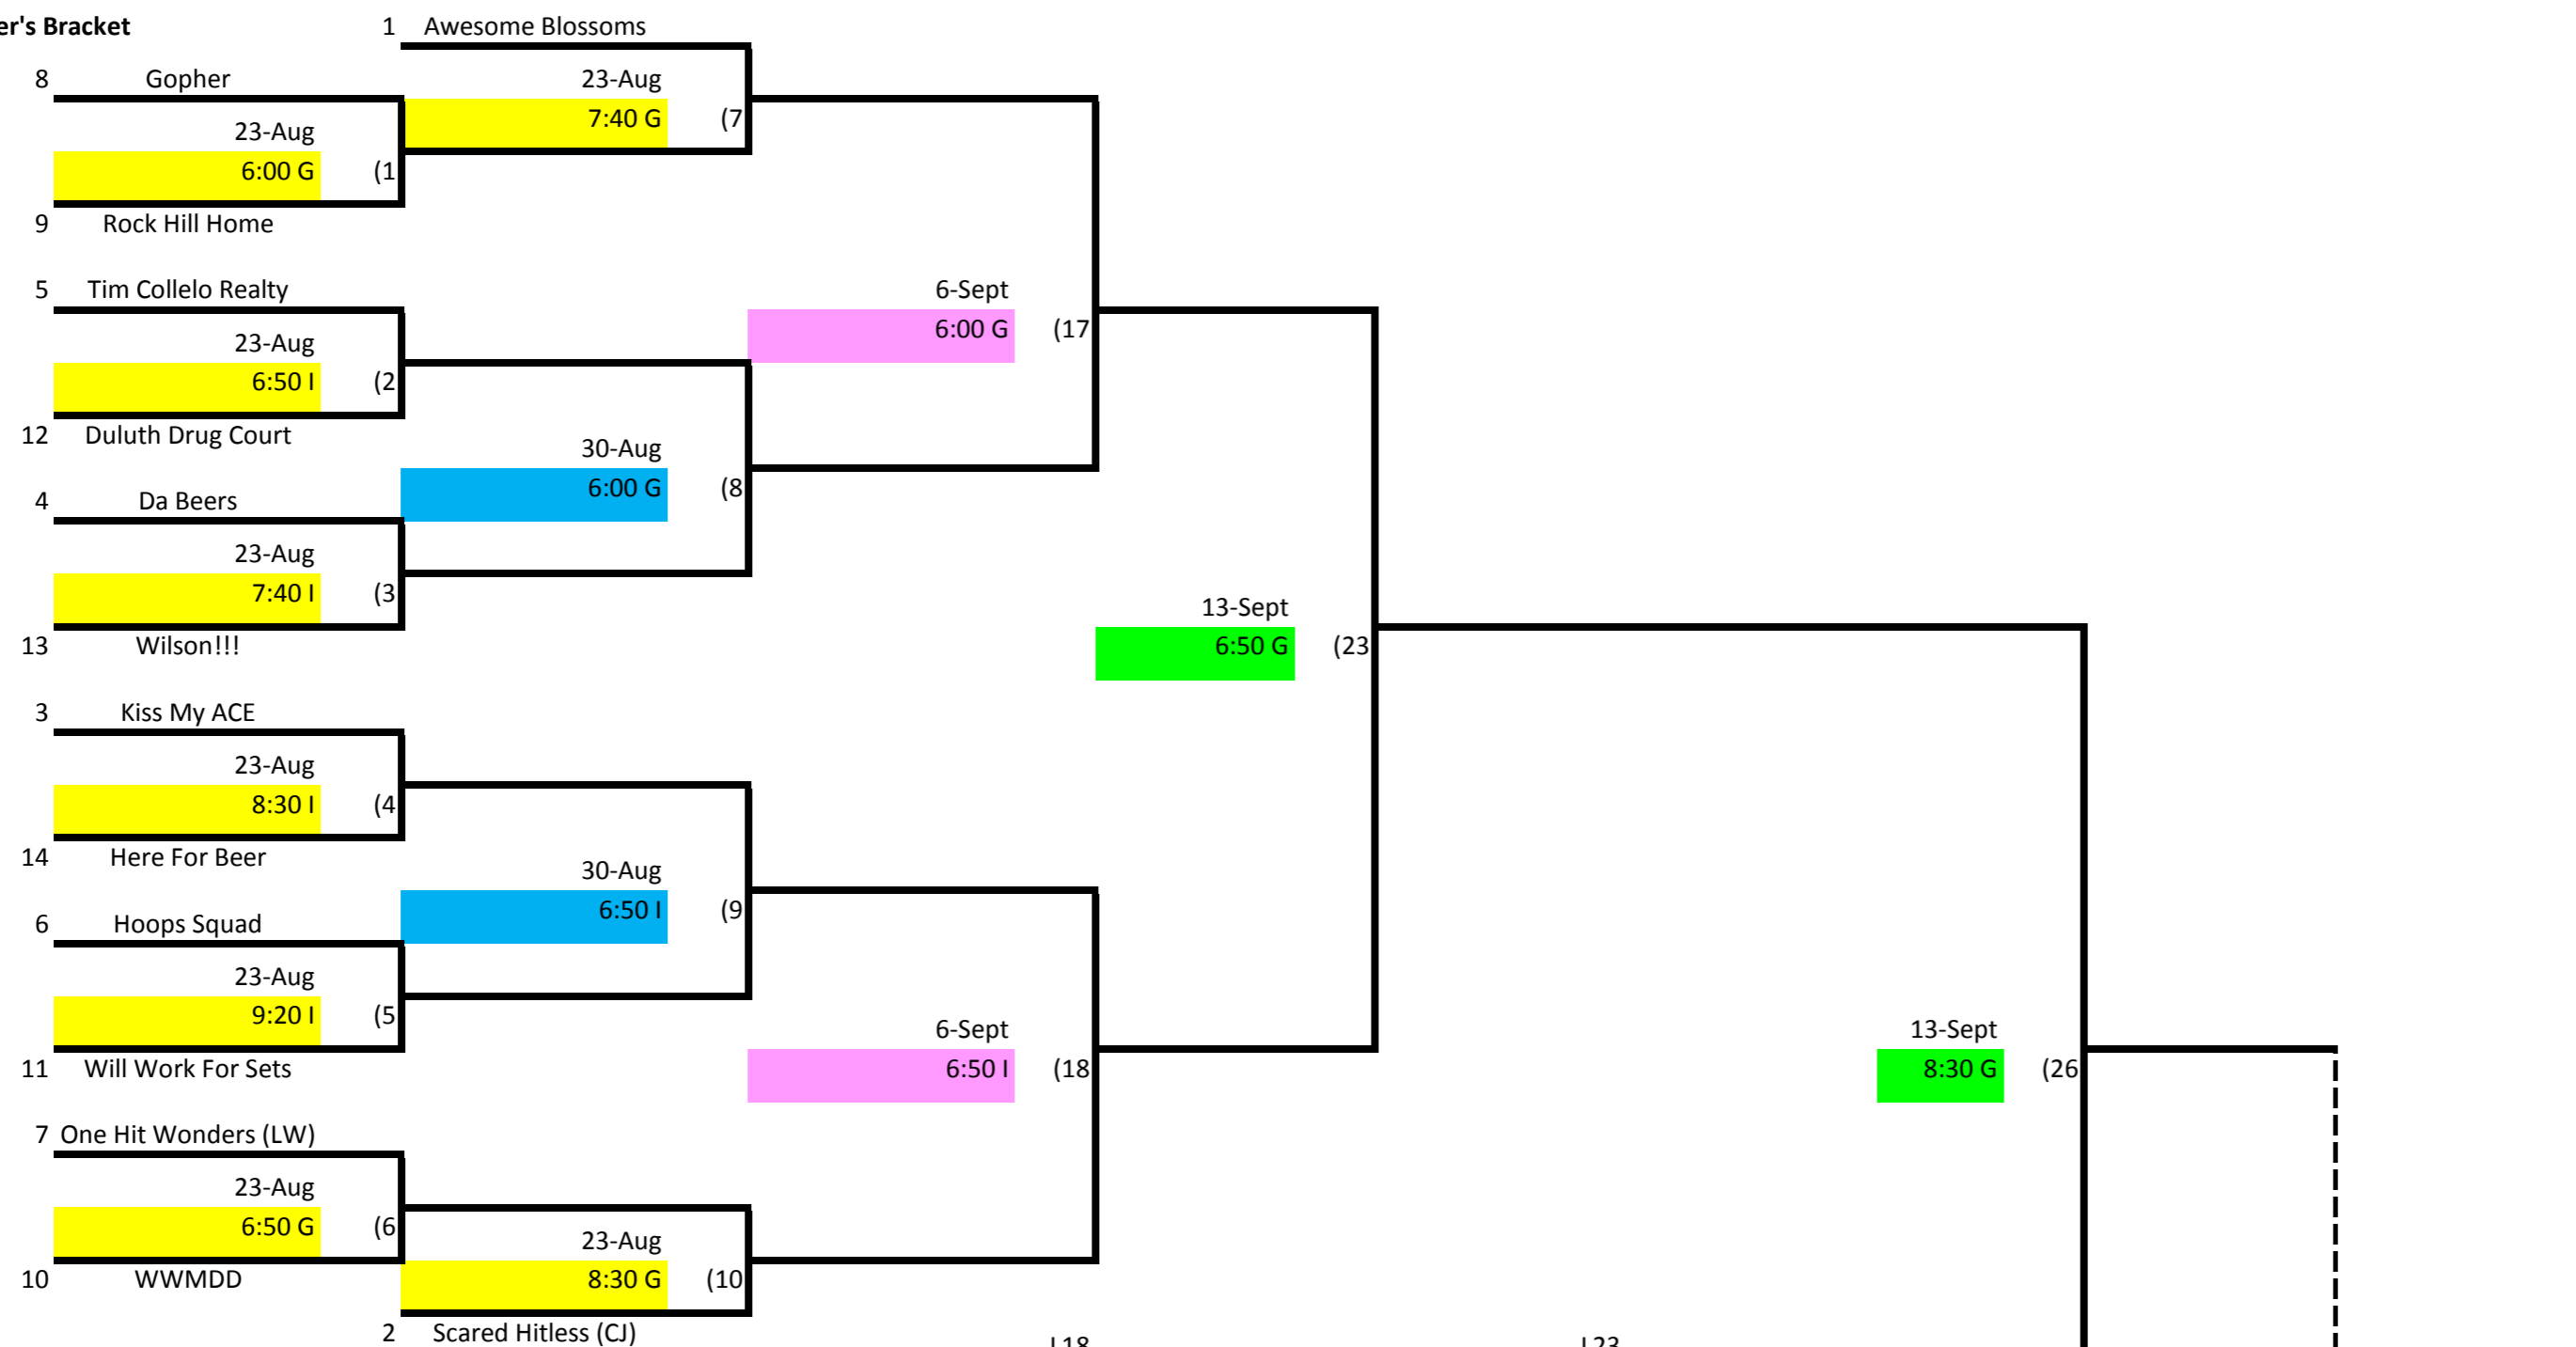 er's Bracket
1 Awesome Blossoms
8 Gopher
23-Aug
7:40 G (7
23-Aug
6:00 G (1
9 Rock Hill Home
5 Tim Collelo Realty
6-Sept
6:00 G (17
23-Aug
6:50 I (2
12 Duluth Drug Court
30-Aug
6:00 G (8
4 Da Beers
23-Aug
7:40 I (3
13-Sept
6:50 G (23
13 Wilson!!!
3 Kiss My ACE
23-Aug
8:30 I (4
14 Here For Beer
30-Aug
6:50 I (9
6 Hoops Squad
23-Aug
9:20 I (5
6-Sept
6:50 I (18
13-Sept
8:30 G (26
11 Will Work For Sets
7 One Hit Wonders (LW)
23-Aug
6:50 G (6
23-Aug
8:30 G (10
10 WWMDD
2 Scared Hitless (CJ)
L18
L23